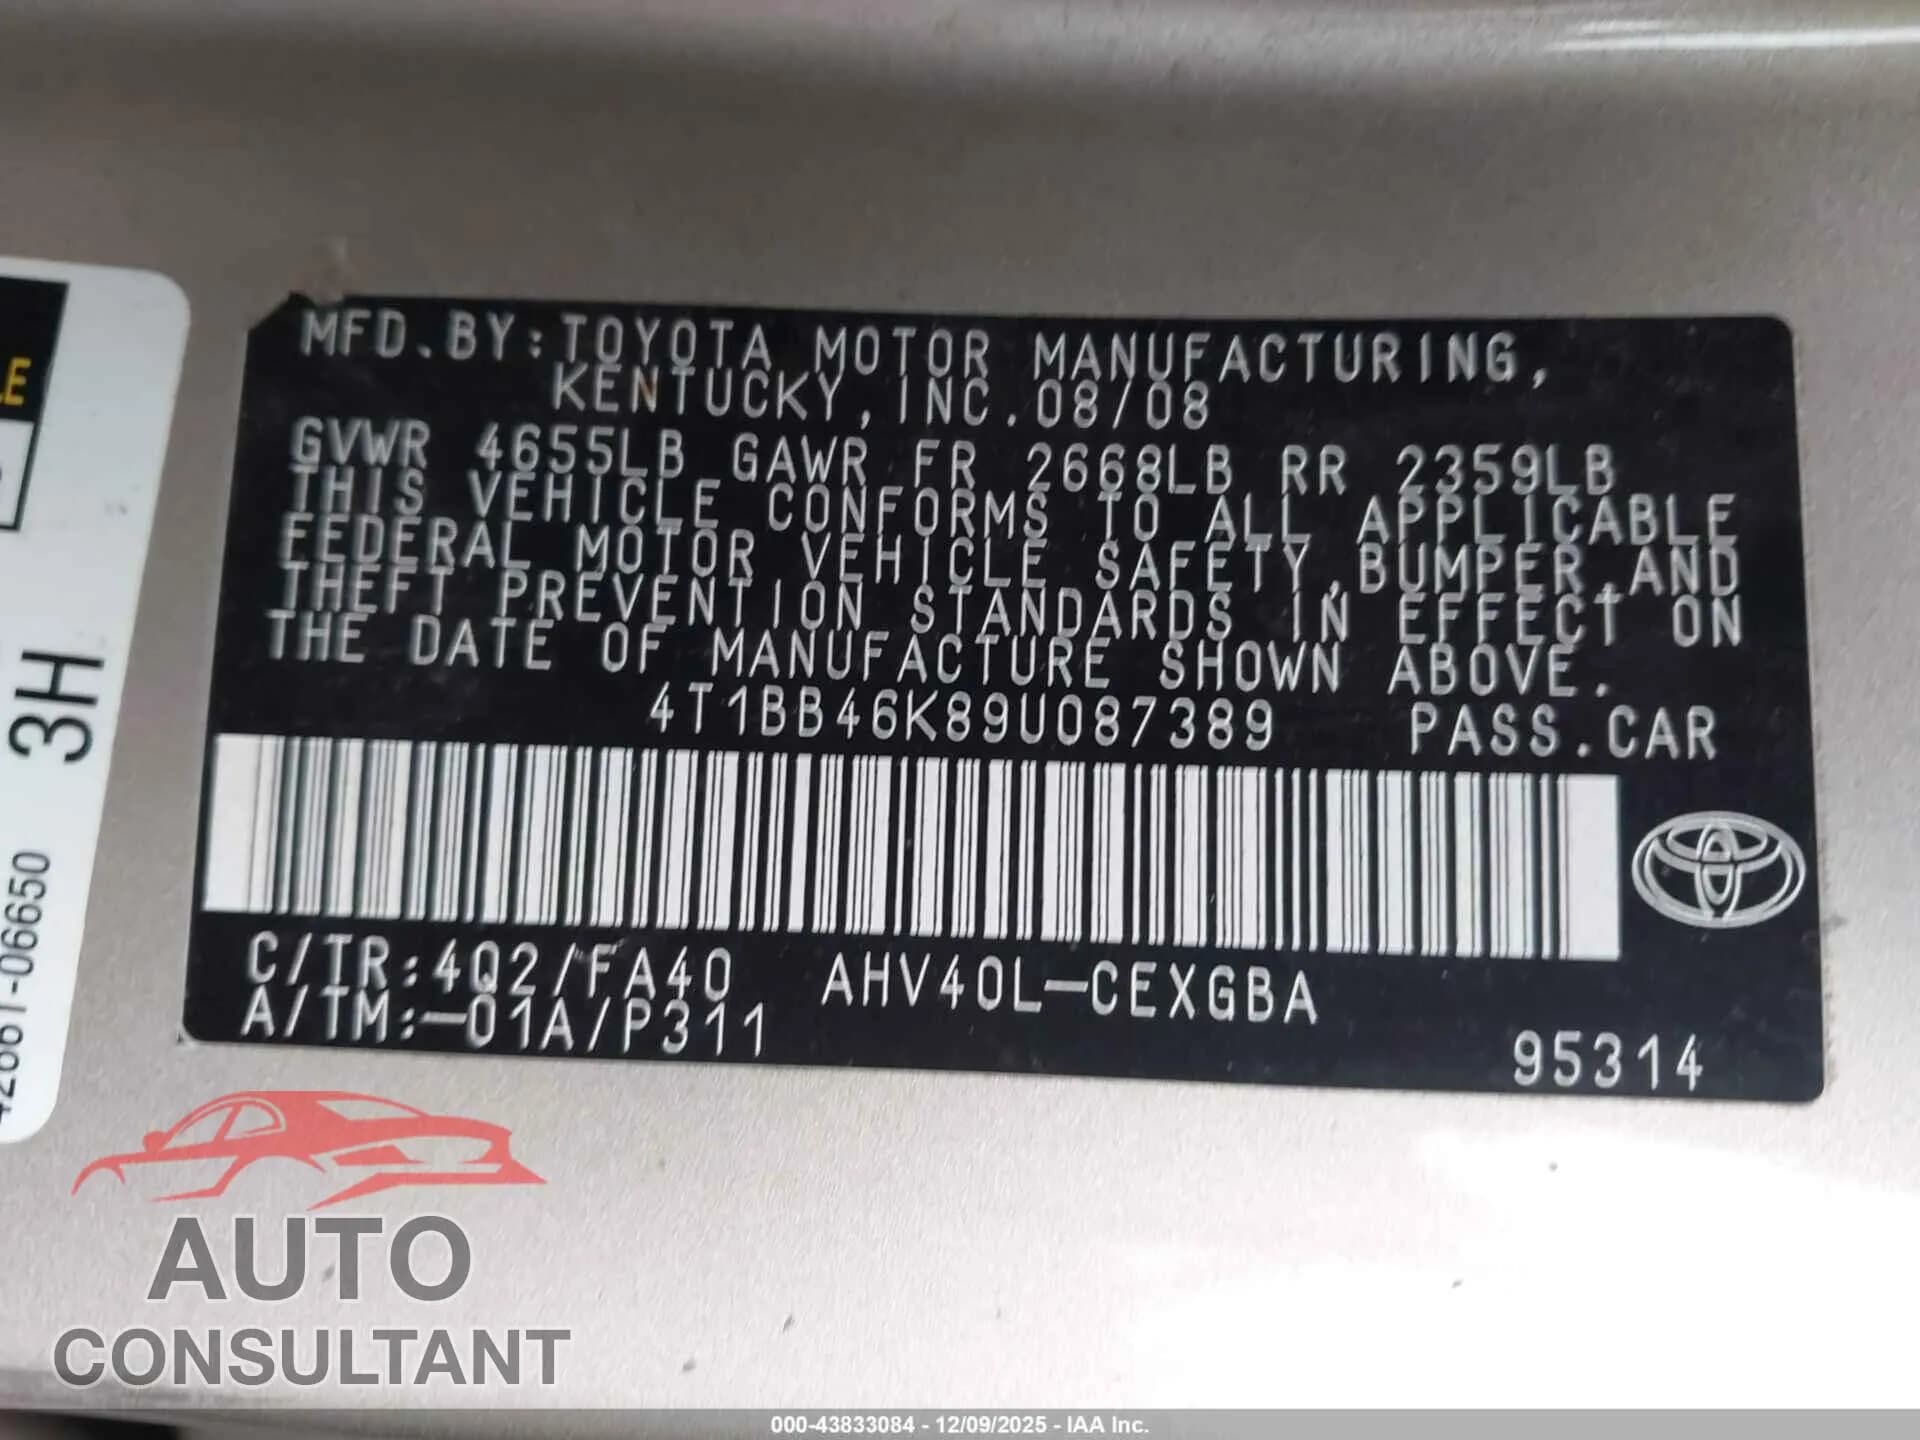 MFD.BY:TOYOTA MOTOR MANUFACTURING,
KENTUCKY,INC.08/08
GVWR 4655LB GAWR FR 2668LB RR 2359LB
THIS VEHICLE CONFORMS TO ALL APPLICABLE
FEDERAL MOTOR VEHICLE SAFETY,BUMPER,AND
THEFT PREVENTION STANDARDS IN EFFECT ON
THE DATE OF MANUFACTURE SHOWN ABOVE.
4T1BB46K89U087389 PASS.CAR
C/TR:4Q2/FA40 AHV40L-CEXGBA
A/TM:-01A/P311
95314
LE
3H
42661-06650
AUTO
CONSULTANT
000-43833084 - 12/09/2025 - IAA Inc.